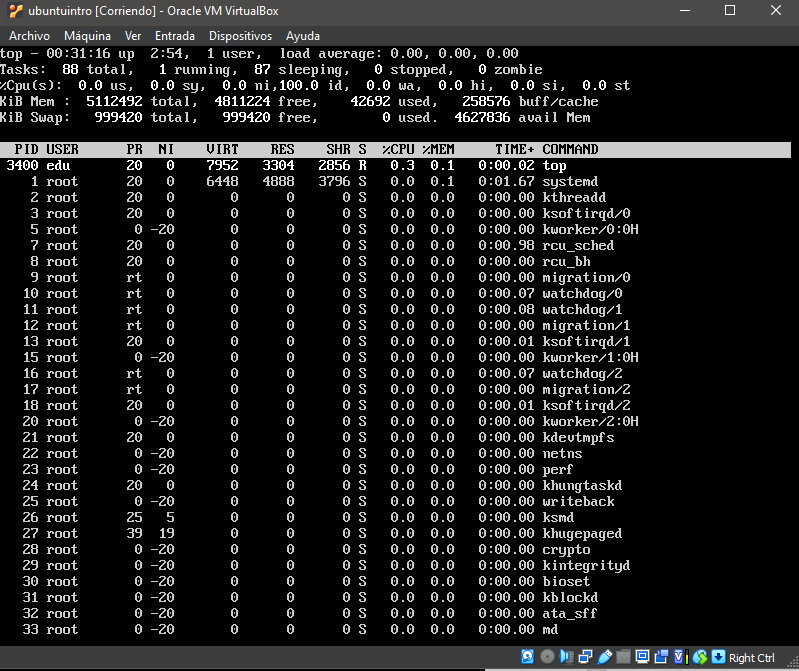 ubuntuintro [Corriendo] - Oracle VM VirtualBox
Archivo Máquina Ver Entrada Dispositivos Ayuda
top - 00:31:16 up  2:54,  1 user,  load average: 0.00, 0.00, 0.00
Tasks:  88 total,   1 running,  87 sleeping,   0 stopped,   0 zombie
%Cpu(s):  0.0 us,  0.0 sy,  0.0 ni,100.0 id,  0.0 wa,  0.0 hi,  0.0 si,  0.0 st
KiB Mem :  5112492 total,  4811224 free,    42692 used,   258576 buff/cache
KiB Swap:   999420 total,   999420 free,        0 used.  4627836 avail Mem
PID USER PR NI VIRT RES SHR S %CPU %MEM TIME+ COMMAND
3400 edu 20 0 7952 3304 2856 R 0.3 0.1 0:00.02 top
1 root 20 0 6448 4888 3796 S 0.0 0.1 0:01.67 systemd
2 root 20 0 0 0 0 S 0.0 0.0 0:00.00 kthreadd
3 root 20 0 0 0 0 S 0.0 0.0 0:00.00 ksoftirqd/0
5 root 0 -20 0 0 0 S 0.0 0.0 0:00.00 kworker/0:0H
7 root 20 0 0 0 0 S 0.0 0.0 0:00.98 rcu_sched
8 root 20 0 0 0 0 S 0.0 0.0 0:00.00 rcu_bh
9 root rt 0 0 0 0 S 0.0 0.0 0:00.00 migration/0
10 root rt 0 0 0 0 S 0.0 0.0 0:00.07 watchdog/0
11 root rt 0 0 0 0 S 0.0 0.0 0:00.08 watchdog/1
12 root rt 0 0 0 0 S 0.0 0.0 0:00.00 migration/1
13 root 20 0 0 0 0 S 0.0 0.0 0:00.01 ksoftirqd/1
15 root 0 -20 0 0 0 S 0.0 0.0 0:00.00 kworker/1:0H
16 root rt 0 0 0 0 S 0.0 0.0 0:00.07 watchdog/2
17 root rt 0 0 0 0 S 0.0 0.0 0:00.00 migration/2
18 root 20 0 0 0 0 S 0.0 0.0 0:00.01 ksoftirqd/2
20 root 0 -20 0 0 0 S 0.0 0.0 0:00.00 kworker/2:0H
21 root 20 0 0 0 0 S 0.0 0.0 0:00.00 kdevtmpfs
22 root 0 -20 0 0 0 S 0.0 0.0 0:00.00 netns
23 root 0 -20 0 0 0 S 0.0 0.0 0:00.00 perf
24 root 20 0 0 0 0 S 0.0 0.0 0:00.00 khungtaskd
25 root 0 -20 0 0 0 S 0.0 0.0 0:00.00 writeback
26 root 25 5 0 0 0 S 0.0 0.0 0:00.00 ksmd
27 root 39 19 0 0 0 S 0.0 0.0 0:00.00 khugepaged
28 root 0 -20 0 0 0 S 0.0 0.0 0:00.00 crypto
29 root 0 -20 0 0 0 S 0.0 0.0 0:00.00 kintegrityd
30 root 0 -20 0 0 0 S 0.0 0.0 0:00.00 bioset
31 root 0 -20 0 0 0 S 0.0 0.0 0:00.00 kblockd
32 root 0 -20 0 0 0 S 0.0 0.0 0:00.00 ata_sff
33 root 0 -20 0 0 0 S 0.0 0.0 0:00.00 md
Right Ctrl